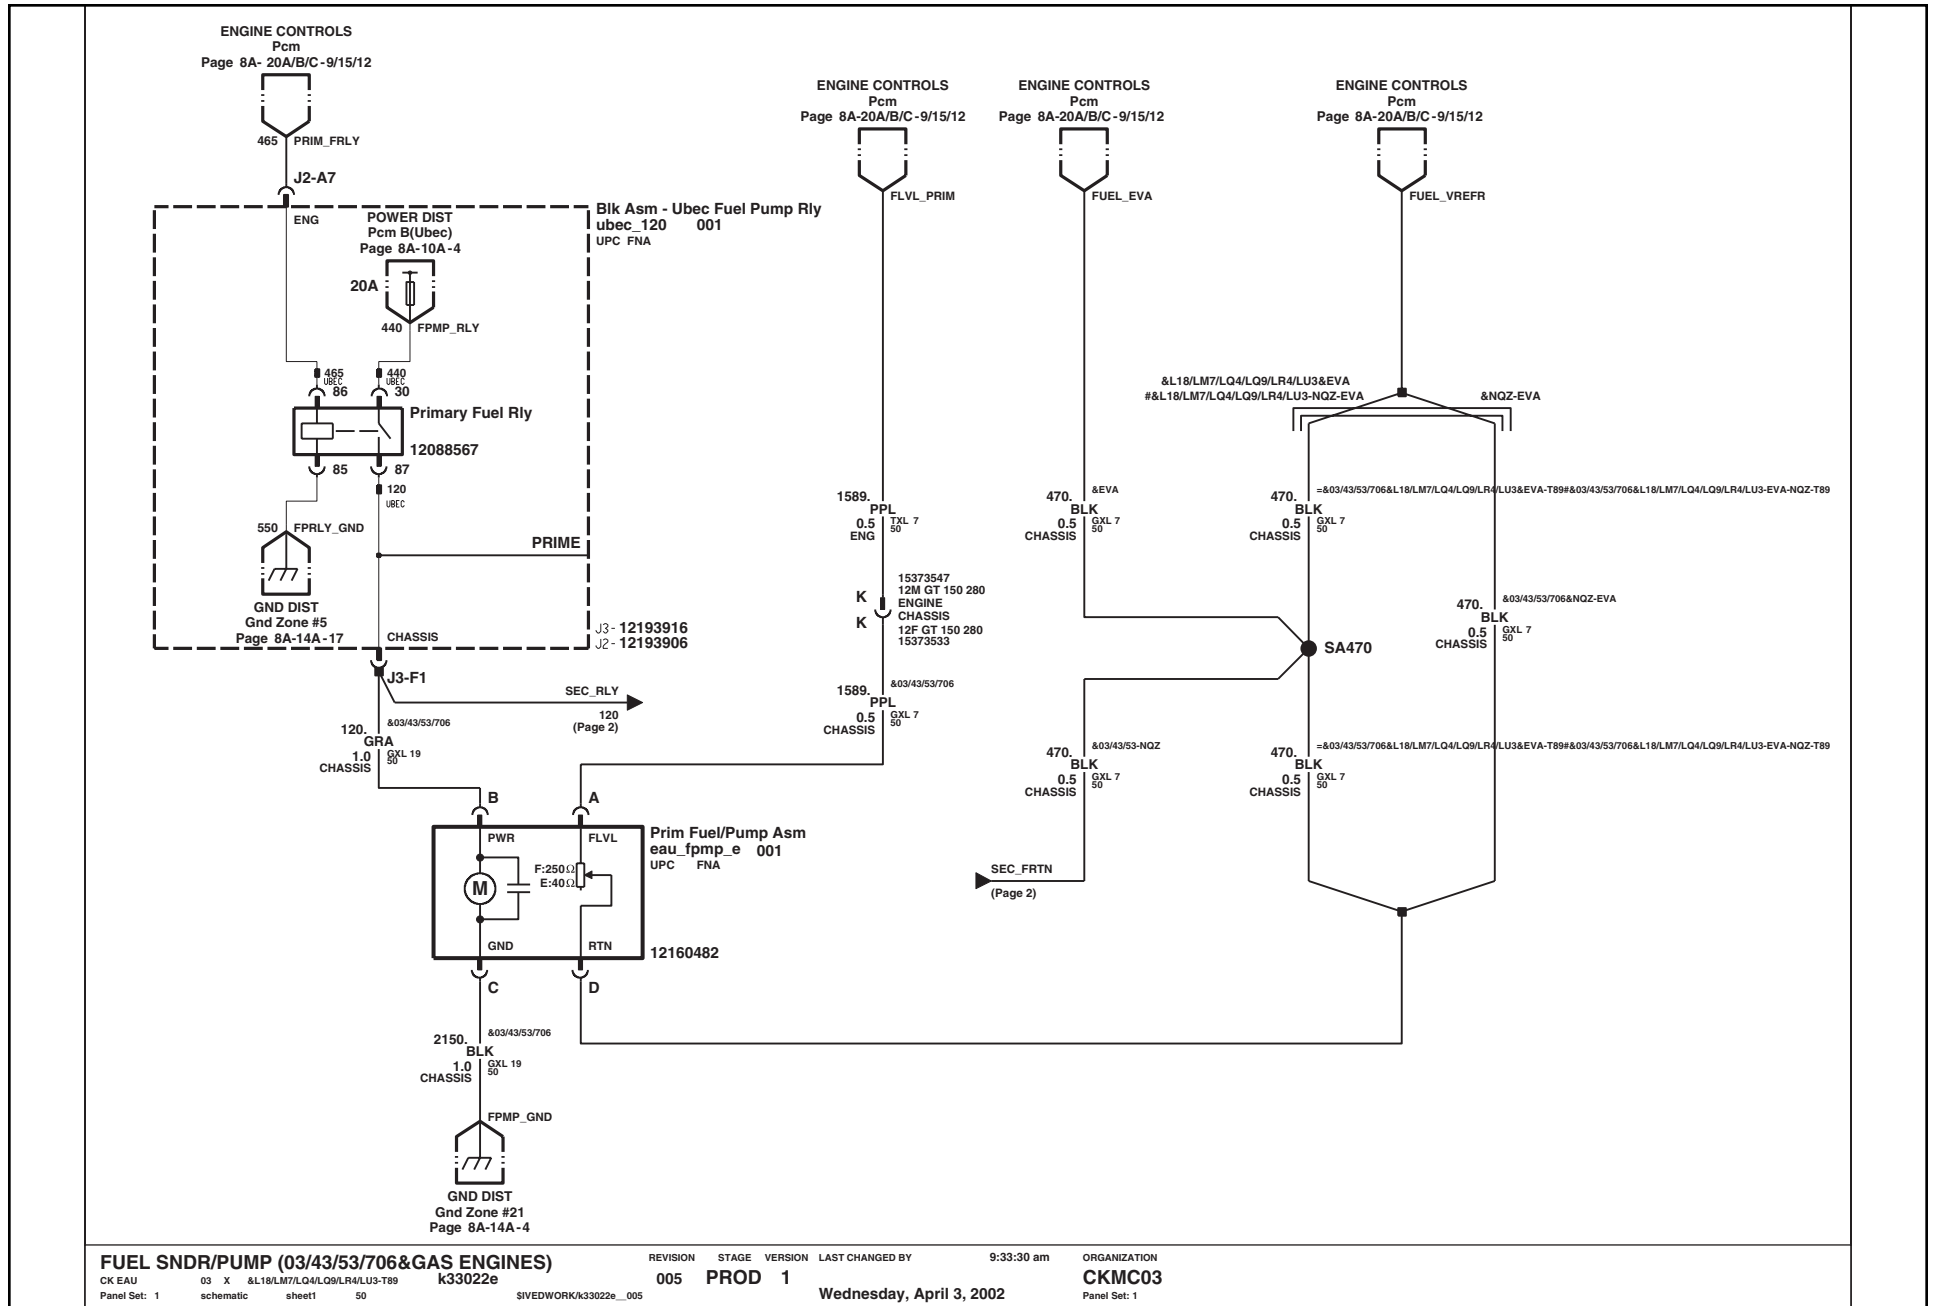 ENGINE CONTROLS
Pcm
Page 8A- 20A/B/C-9/15/12
465 PRIM_FRLY
J2-A7
ENG
POWER DIST
Pcm B(Ubec)
Page 8A-10A-4
20A
440 FPMP_RLY
Blk Asm - Ubec Fuel Pump Rly
ubec_120 001
UPC FNA
465
UBEC
86
440
UBEC
30
Primary Fuel Rly
12088567
85
87
120
UBEC
550 FPRLY_GND
PRIME
GND DIST
Gnd Zone #5
Page 8A-14A-17
CHASSIS
J3- 12193916
J2- 12193906
J3-F1
SEC_RLY
120
(Page 2)
&03/43/53/706
120.
GRA
1.0 GXL 19
CHASSIS 50
B
A
PWR
FLVL
Prim Fuel/Pump Asm
eau_fpmp_e 001
UPC FNA
F:250Ω
E:40Ω
M
GND
RTN
12160482
C
D
&03/43/53/706
2150.
BLK
1.0 GXL 19
CHASSIS 50
FPMP_GND
GND DIST
Gnd Zone #21
Page 8A-14A-4
ENGINE CONTROLS
Pcm
Page 8A-20A/B/C-9/15/12
FLVL_PRIM
1589.
PPL
0.5 TXL 7
ENG 50
K
K
15373547
12M GT 150 280
ENGINE
CHASSIS
12F GT 150 280
15373533
&03/43/53/706
1589.
PPL
0.5 GXL 7
CHASSIS 50
ENGINE CONTROLS
Pcm
Page 8A-20A/B/C-9/15/12
FUEL_EVA
&EVA
470.
BLK
0.5 GXL 7
CHASSIS 50
&03/43/53-NQZ
470.
BLK
0.5 GXL 7
CHASSIS 50
SEC_FRTN
(Page 2)
ENGINE CONTROLS
Pcm
Page 8A-20A/B/C-9/15/12
FUEL_VREFR
&L18/LM7/LQ4/LQ9/LR4/LU3&EVA
#&L18/LM7/LQ4/LQ9/LR4/LU3-NQZ-EVA
&NQZ-EVA
=&03/43/53/706&L18/LM7/LQ4/LQ9/LR4/LU3&EVA-T89#&03/43/53/706&L18/LM7/LQ4/LQ9/LR4/LU3-EVA-NQZ-T89
470.
BLK
0.5 GXL 7
CHASSIS 50
&03/43/53/706&NQZ-EVA
470.
BLK
0.5 GXL 7
CHASSIS 50
SA470
=&03/43/53/706&L18/LM7/LQ4/LQ9/LR4/LU3&EVA-T89#&03/43/53/706&L18/LM7/LQ4/LQ9/LR4/LU3-EVA-NQZ-T89
470.
BLK
0.5 GXL 7
CHASSIS 50
FUEL SNDR/PUMP (03/43/53/706&GAS ENGINES)
CK EAU 03 X &L18/LM7/LQ4/LQ9/LR4/LU3-T89 k33022e
Panel Set: 1 schematic sheet1 50 $IVEDWORK/k33022e__005
REVISION STAGE VERSION LAST CHANGED BY 9:33:30 am ORGANIZATION
005 PROD 1 CKMC03
Wednesday, April 3, 2002 Panel Set: 1